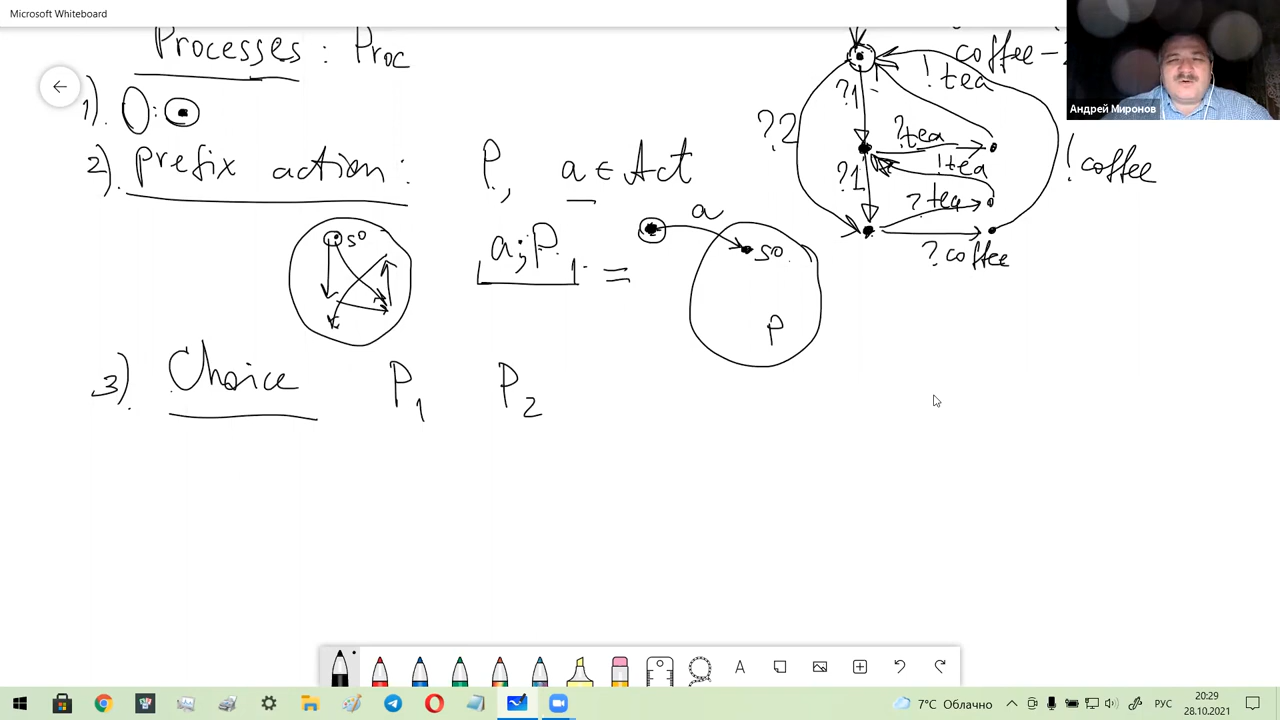 Microsoft Whiteboard
Processes : Proc
coffee-
!tea
?1
Андрей Миронов
1). O:
?2
?tea
2). Prefix action: P, a ∈ Act
!tea
!coffee
?1
?tea
a
s0
a;P =
s0
?coffee
P
3). Choice P1 P2
A
7°C Облачно
РУС
20:29
28.10.2021